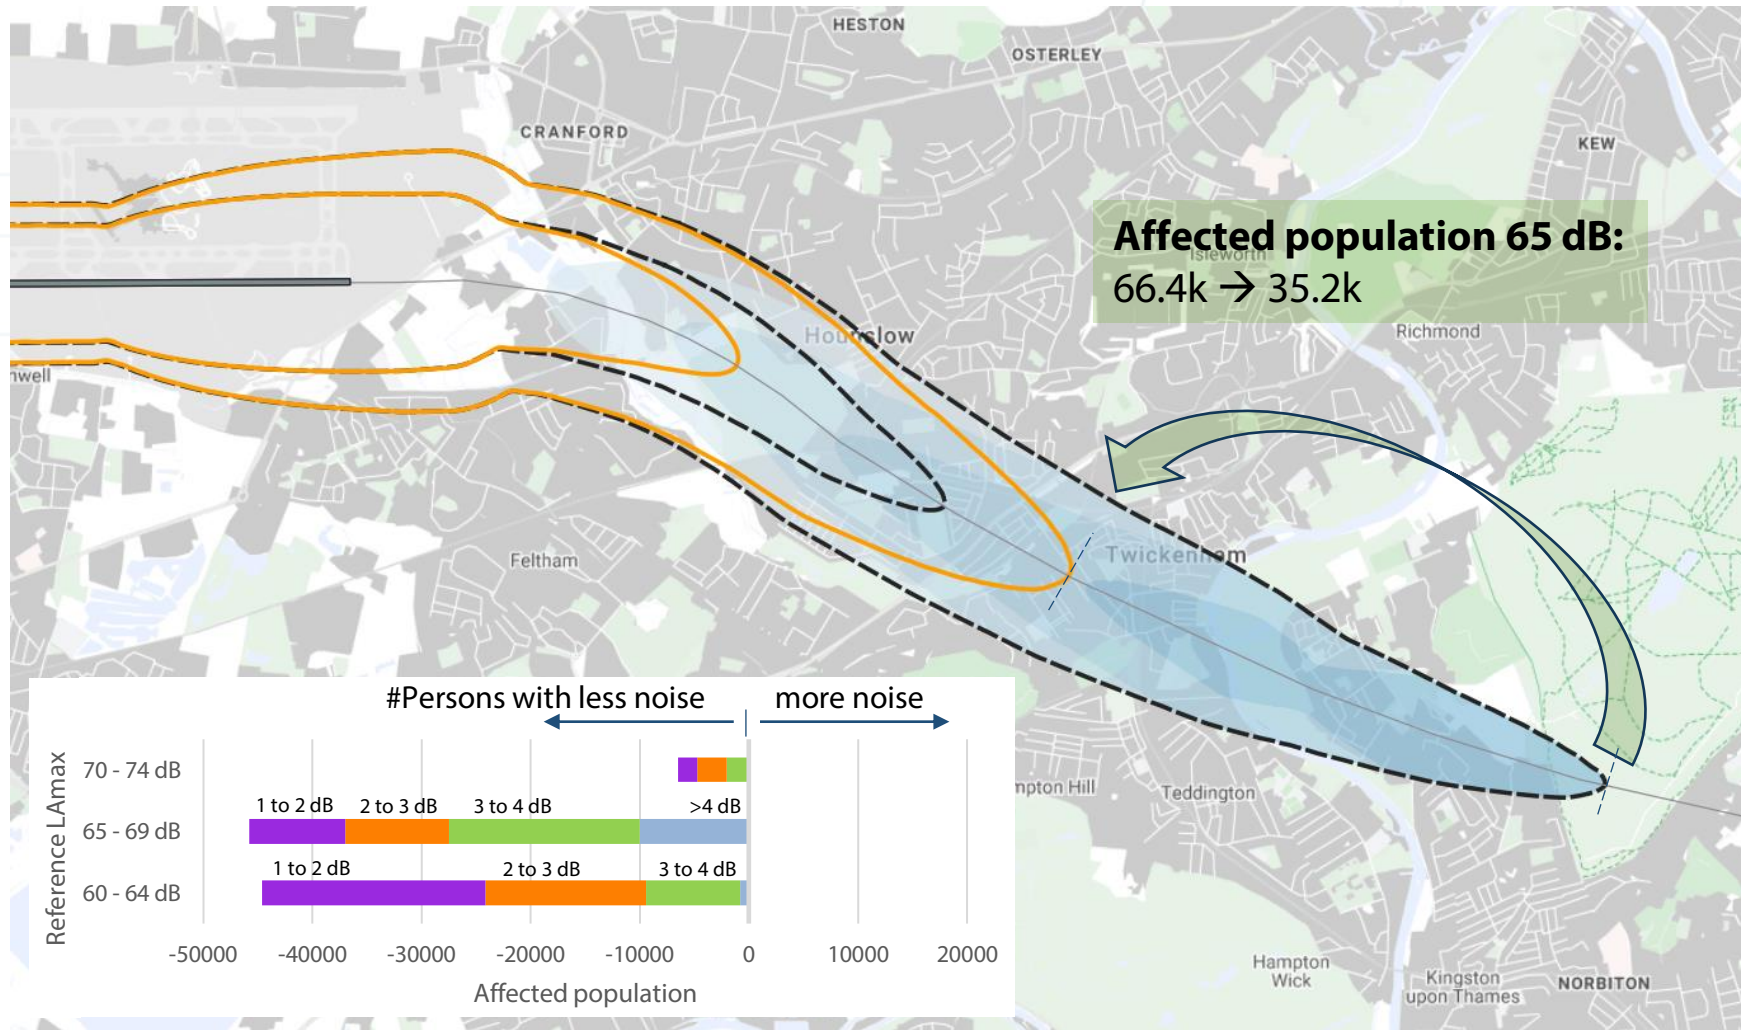 HESTON
OSTERLEY
CRANFORD
KEW
Affected population 65 dB:
Isleworth
66.4k → 35.2k
Hounslow
Richmond
nwell
Twickenham
Feltham
mpton Hill
Teddington
Hampton
Wick
Kingston
upon Thames
NORBITON
#Persons with less noise
more noise
Reference LAmax
70 - 74 dB
1 to 2 dB 2 to 3 dB 3 to 4 dB >4 dB
65 - 69 dB
1 to 2 dB 2 to 3 dB 3 to 4 dB
60 - 64 dB
-50000 -40000 -30000 -20000 -10000 0 10000 20000
Affected population